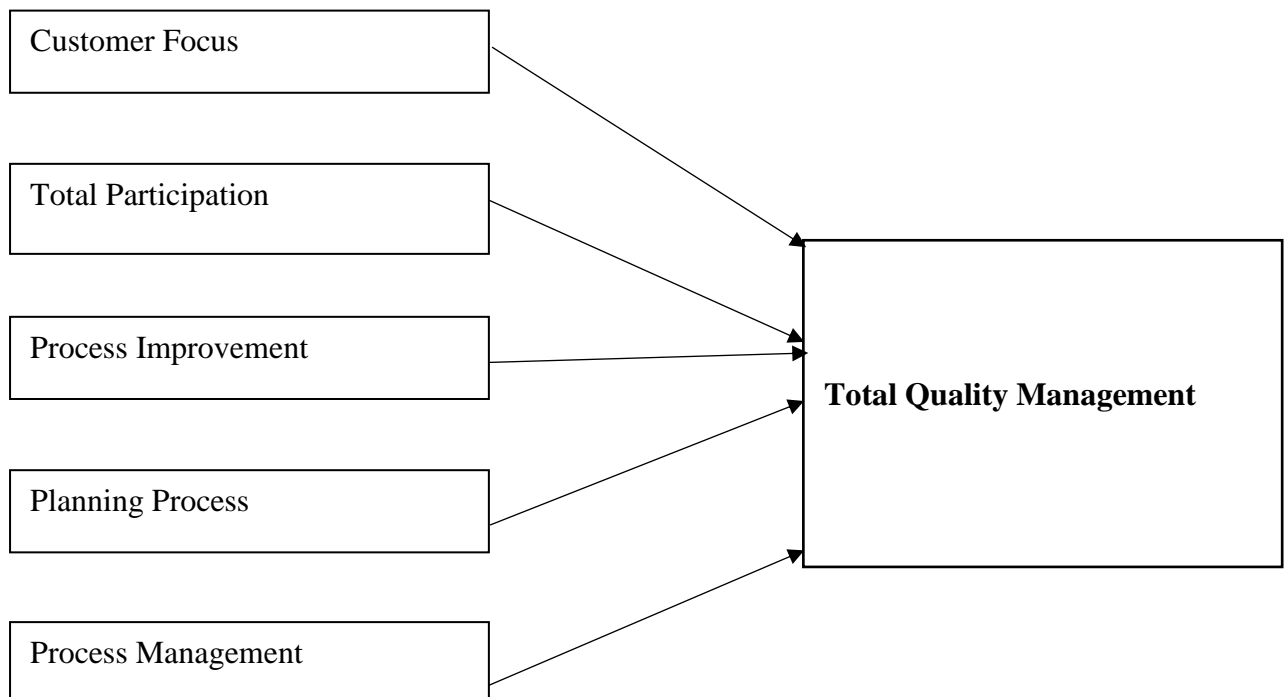 Customer Focus
Total Participation
Process Improvement
Total Quality Management
Planning Process
Process Management